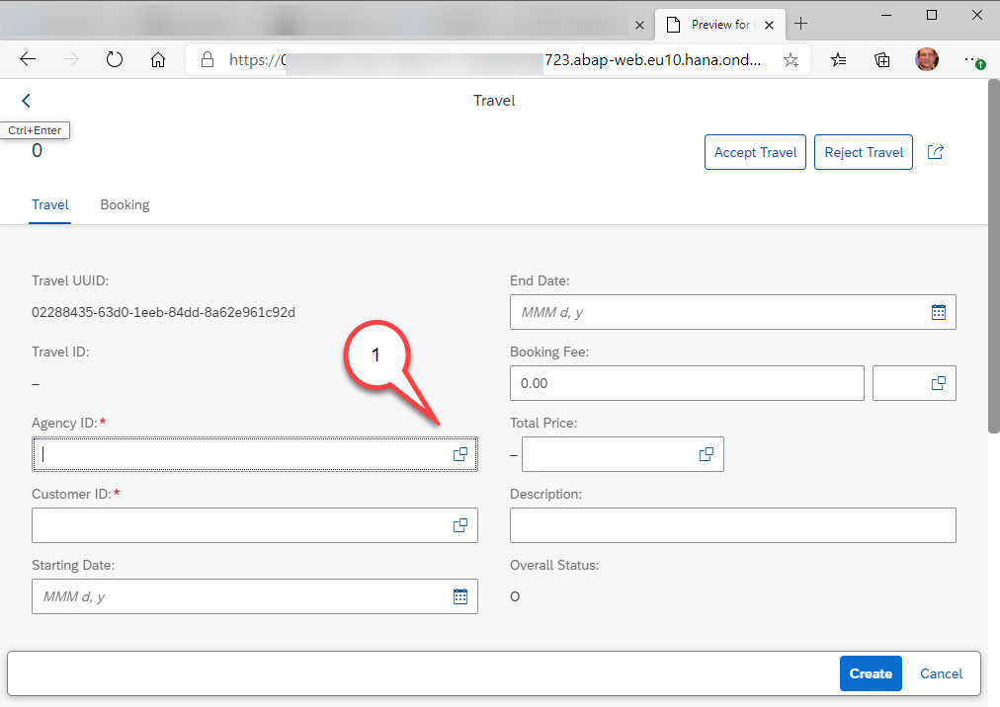 Preview for
https://0
723.abap-web.eu10.hana.ond...
Travel
Ctrl+Enter
0
Accept Travel
Reject Travel
Travel
Booking
Travel UUID:
02288435-63d0-1eeb-84dd-8a62e961c92d
Travel ID:
–
1
Agency ID:*
Customer ID:*
Starting Date:
MMM d, y
End Date:
MMM d, y
Booking Fee:
0.00
Total Price:
–
Description:
Overall Status:
O
Create
Cancel